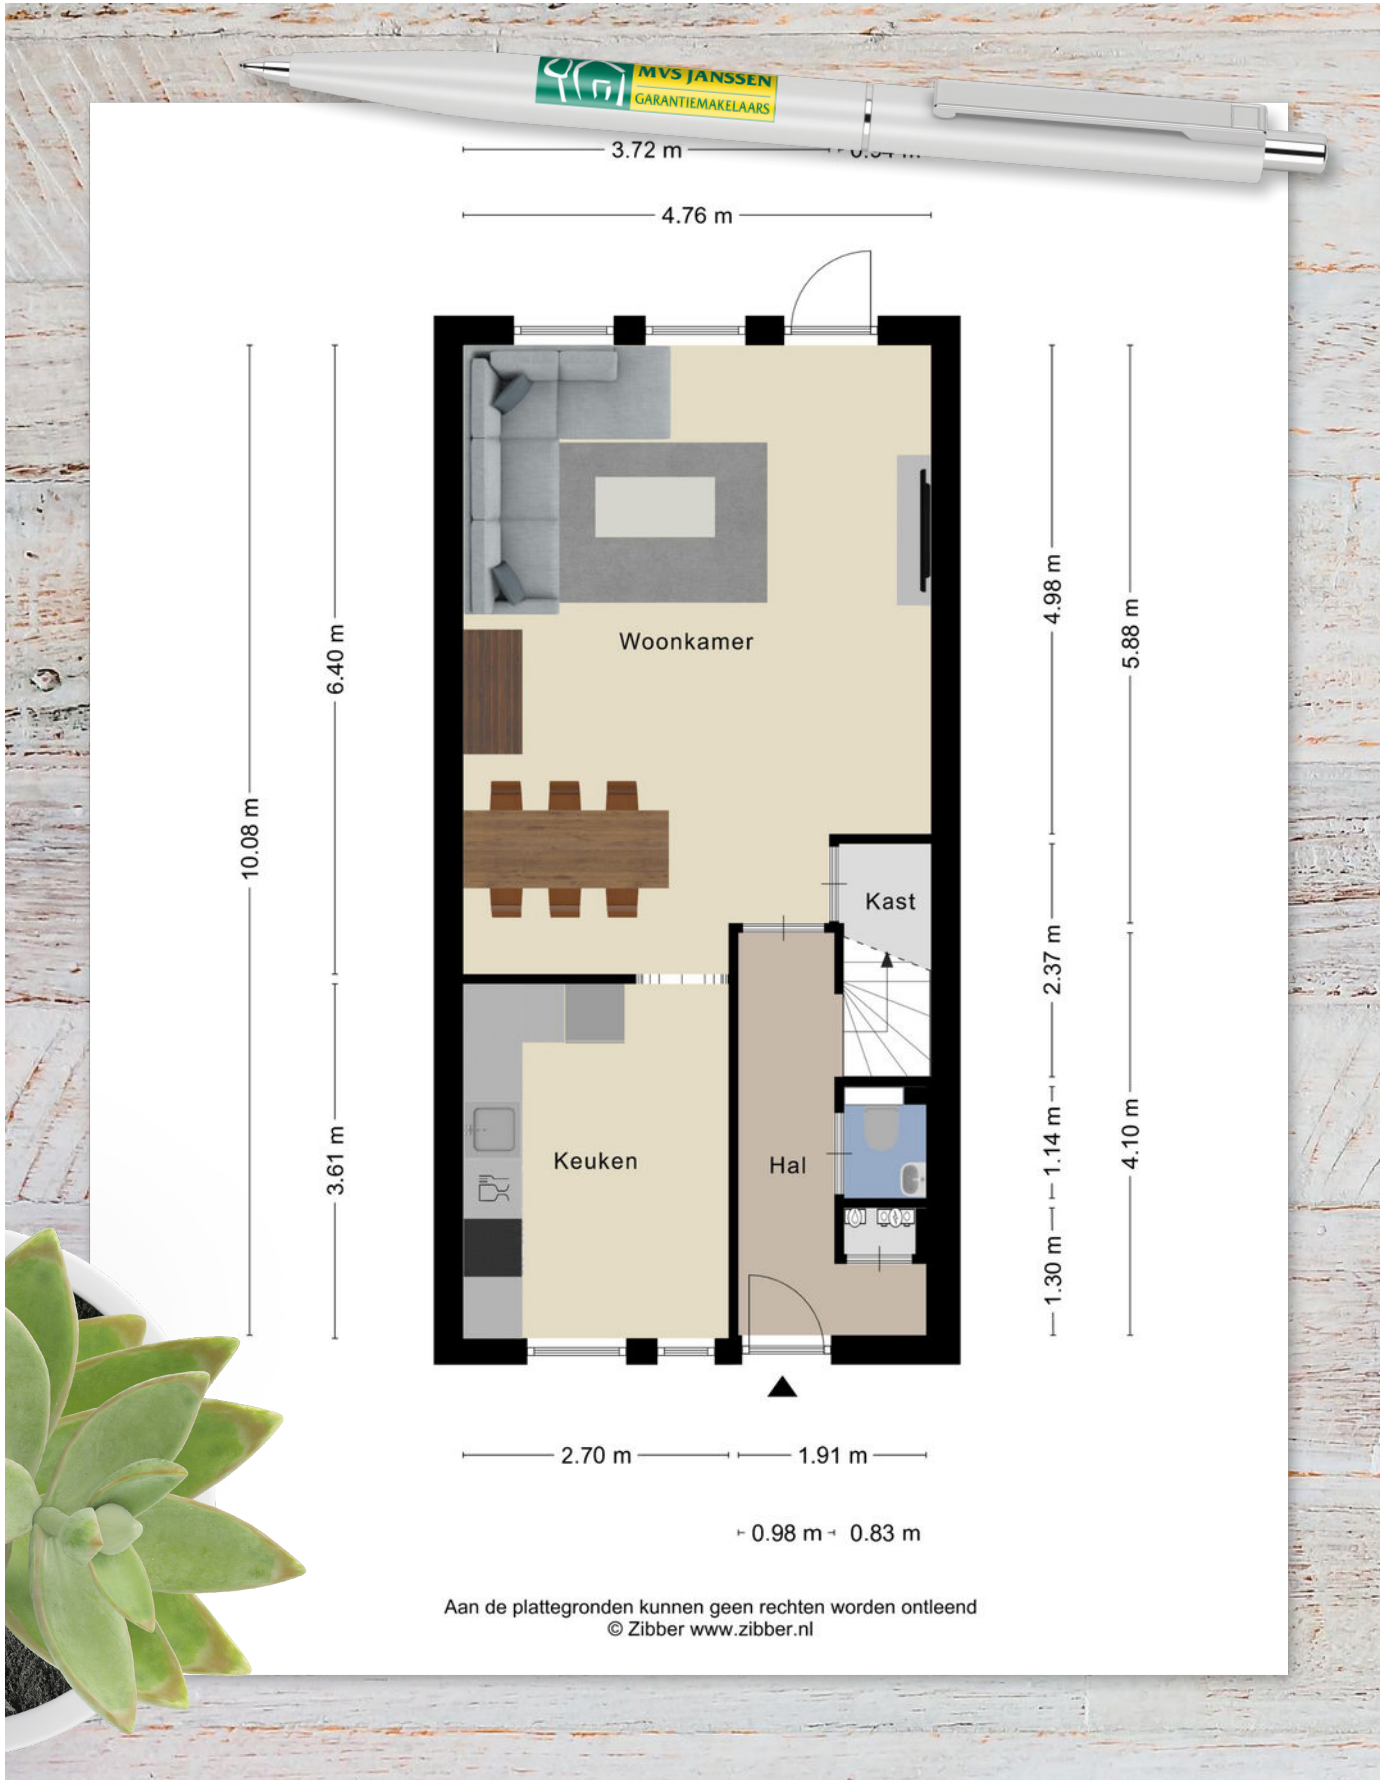 MVS JANSSEN
GARANTIEMAKELAARS
3.72 m
4.76 m
10.08 m
6.40 m
3.61 m
4.98 m
2.37 m
1.14 m
1.30 m
5.88 m
4.10 m
Woonkamer
Kast
Keuken
Hal
2.70 m
1.91 m
0.98 m
0.83 m
Aan de plattegronden kunnen geen rechten worden ontleend
© Zibber www.zibber.nl